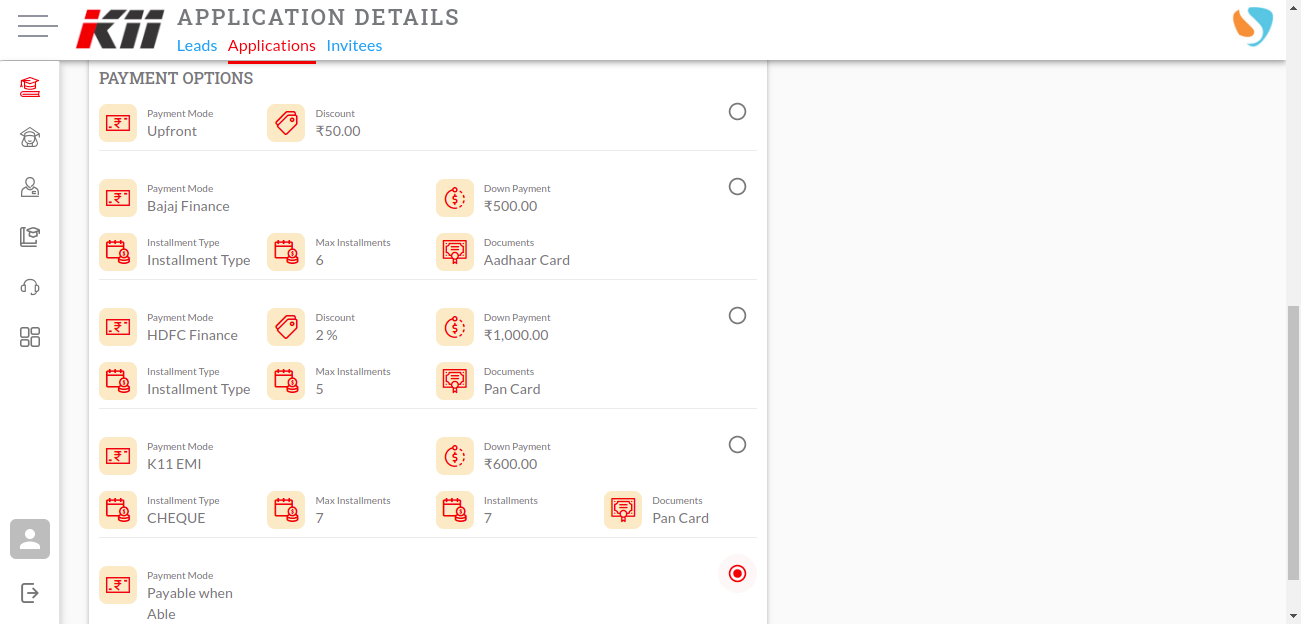 K11 APPLICATION DETAILS
Leads Applications Invitees
PAYMENT OPTIONS
Payment Mode Discount
Upfront ₹50.00
Payment Mode Down Payment
Bajaj Finance ₹500.00
Installment Type Max Installments Documents
Installment Type 6 Aadhaar Card
Payment Mode Discount Down Payment
HDFC Finance 2 % ₹1,000.00
Installment Type Max Installments Documents
Installment Type 5 Pan Card
Payment Mode Down Payment
K11 EMI ₹600.00
Installment Type Max Installments Installments Documents
CHEQUE 7 7 Pan Card
Payment Mode
Payable when
Able